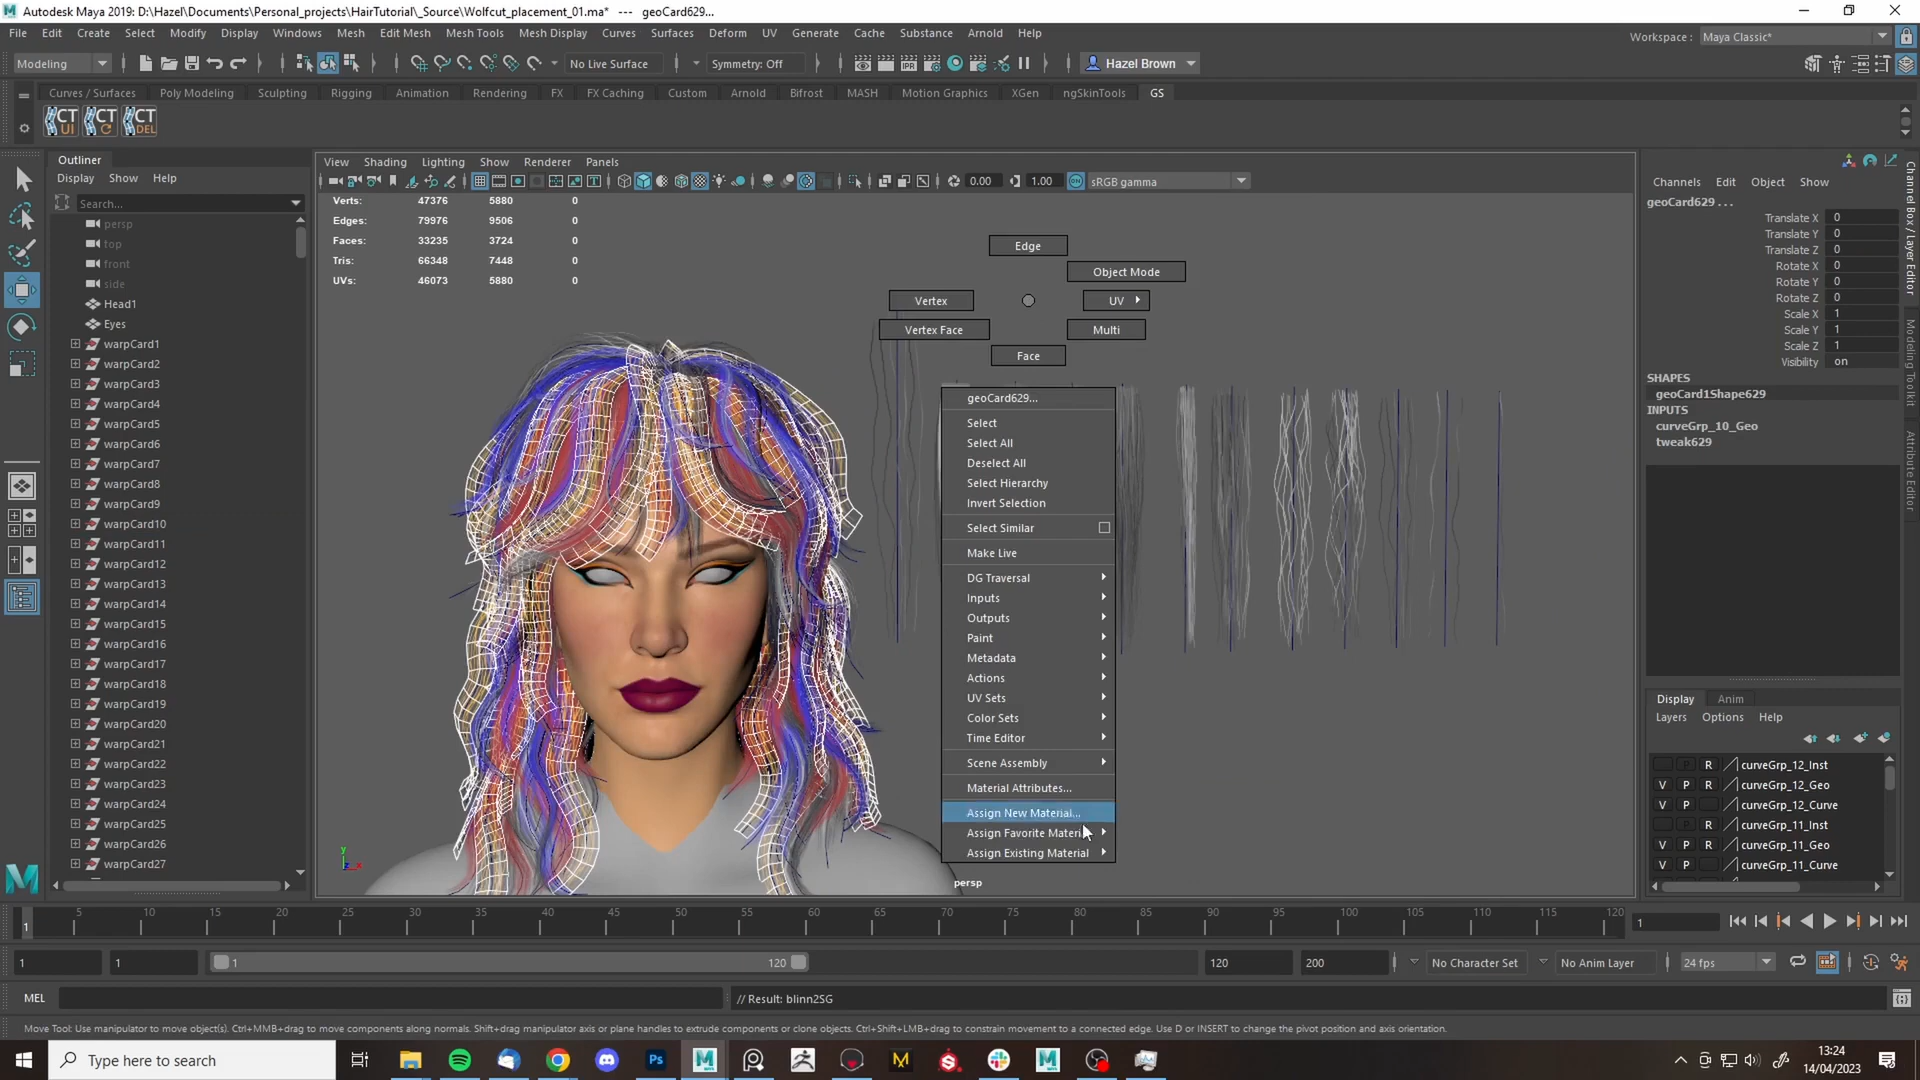 Autodesk Maya 2019: D:\Hazel\Documents\Personal_projects\HairTutorial\_Source\Wolfcut_placement_01.ma* --- geoCard629...
File Edit Create Select Modify Display Windows Mesh Edit Mesh Mesh Tools Mesh Display Curves Surfaces Deform UV Generate Cache Substance Arnold Help
Workspace : Maya Classic*
Modeling No Live Surface Symmetry: Off Hazel Brown
Curves / Surfaces Poly Modeling Sculpting Rigging Animation Rendering FX FX Caching Custom Arnold Bifrost MASH Motion Graphics XGen ngSkinTools GS
CT UI CT CT DEL
Outliner
Display Show Help
Search...
persp
top
front
side
Head1
Eyes
warpCard1
warpCard2
warpCard3
warpCard4
warpCard5
warpCard6
warpCard7
warpCard8
warpCard9
warpCard10
warpCard11
warpCard12
warpCard13
warpCard14
warpCard15
warpCard16
warpCard17
warpCard18
warpCard19
warpCard20
warpCard21
warpCard22
warpCard23
warpCard24
warpCard25
warpCard26
warpCard27
View Shading Lighting Show Renderer Panels
0.00 1.00 sRGB gamma
Verts: 47376 5880 0
Edges: 79976 9506 0
Faces: 33235 3724 0
Tris: 66348 7448 0
UVs: 46073 5880 0
Edge
Object Mode
Vertex UV
Vertex Face Multi
Face
geoCard629...
Select
Select All
Deselect All
Select Hierarchy
Invert Selection
Select Similar
Make Live
DG Traversal
Inputs
Outputs
Paint
Metadata
Actions
UV Sets
Color Sets
Time Editor
Scene Assembly
Material Attributes...
Assign New Material...
Assign Favorite Materi
Assign Existing Material
y
x
persp
Channels Edit Object Show
geoCard629 ...
Translate X 0
Translate Y 0
Translate Z 0
Rotate X 0
Rotate Y 0
Rotate Z 0
Scale X 1
Scale Y 1
Scale Z 1
Visibility on
SHAPES
geoCard1Shape629
INPUTS
curveGrp_10_Geo
tweak629
Channel Box / Layer Editor
Modeling Toolkit
Attribute Editor
Display Anim
Layers Options Help
P R curveGrp_12_Inst
V P R curveGrp_12_Geo
V P curveGrp_12_Curve
P R curveGrp_11_Inst
V P R curveGrp_11_Geo
V P curveGrp_11_Curve
1 5 10 15 20 25 30 35 40 45 50 55 60 65 70 75 80 85 90 95 100 105 110 115 120 1
1 1 1 120 120 200 No Character Set No Anim Layer 24 fps
MEL // Result: blinn2SG
Move Tool: Use manipulator to move object(s). Ctrl+MMB+drag to move components along normals. Shift+drag manipulator axis or plane handles to extrude components or clone objects. Ctrl+Shift+LMB+drag to constrain movement to a connected edge. Use D or INSERT to change the pivot position and axis orientation.
Type here to search
13:24
14/04/2023